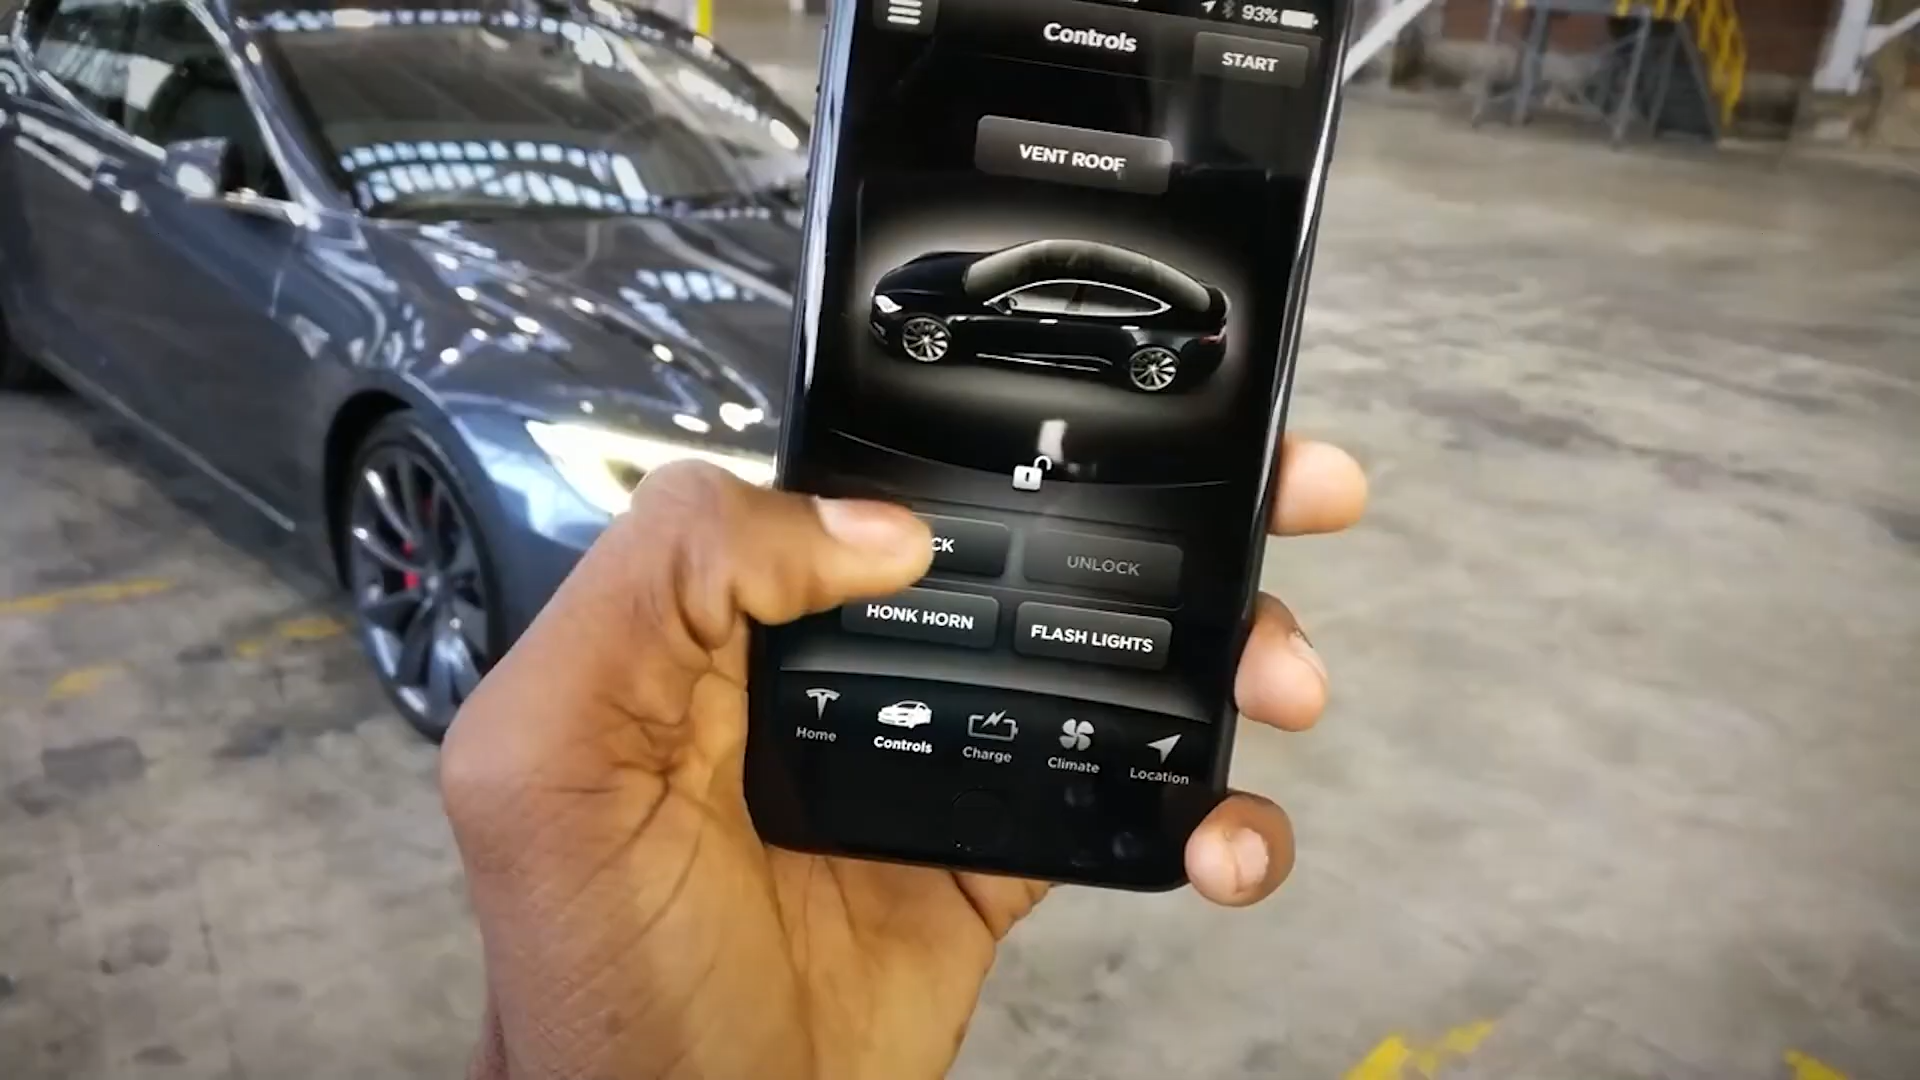 93%
Controls
START
VENT ROOF
CK
UNLOCK
HONK HORN
FLASH LIGHTS
Home
Controls
Charge
Climate
Location